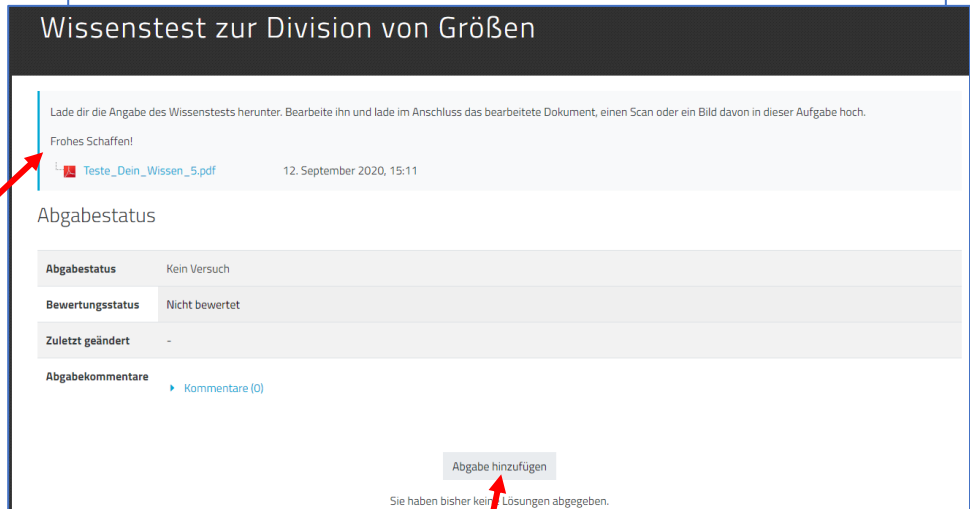 Wissenstest zur Division von Größen
Lade dir die Angabe des Wissenstests herunter. Bearbeite ihn und lade im Anschluss das bearbeitete Dokument, einen Scan oder ein Bild davon in dieser Aufgabe hoch.
Frohes Schaffen!
Teste_Dein_Wissen_5.pdf 12. September 2020, 15:11
Abgabestatus
Abgabestatus Kein Versuch
Bewertungsstatus Nicht bewertet
Zuletzt geändert -
Abgabekommentare
Kommentare (0)
Abgabe hinzufügen
Sie haben bisher keine Lösungen abgegeben.